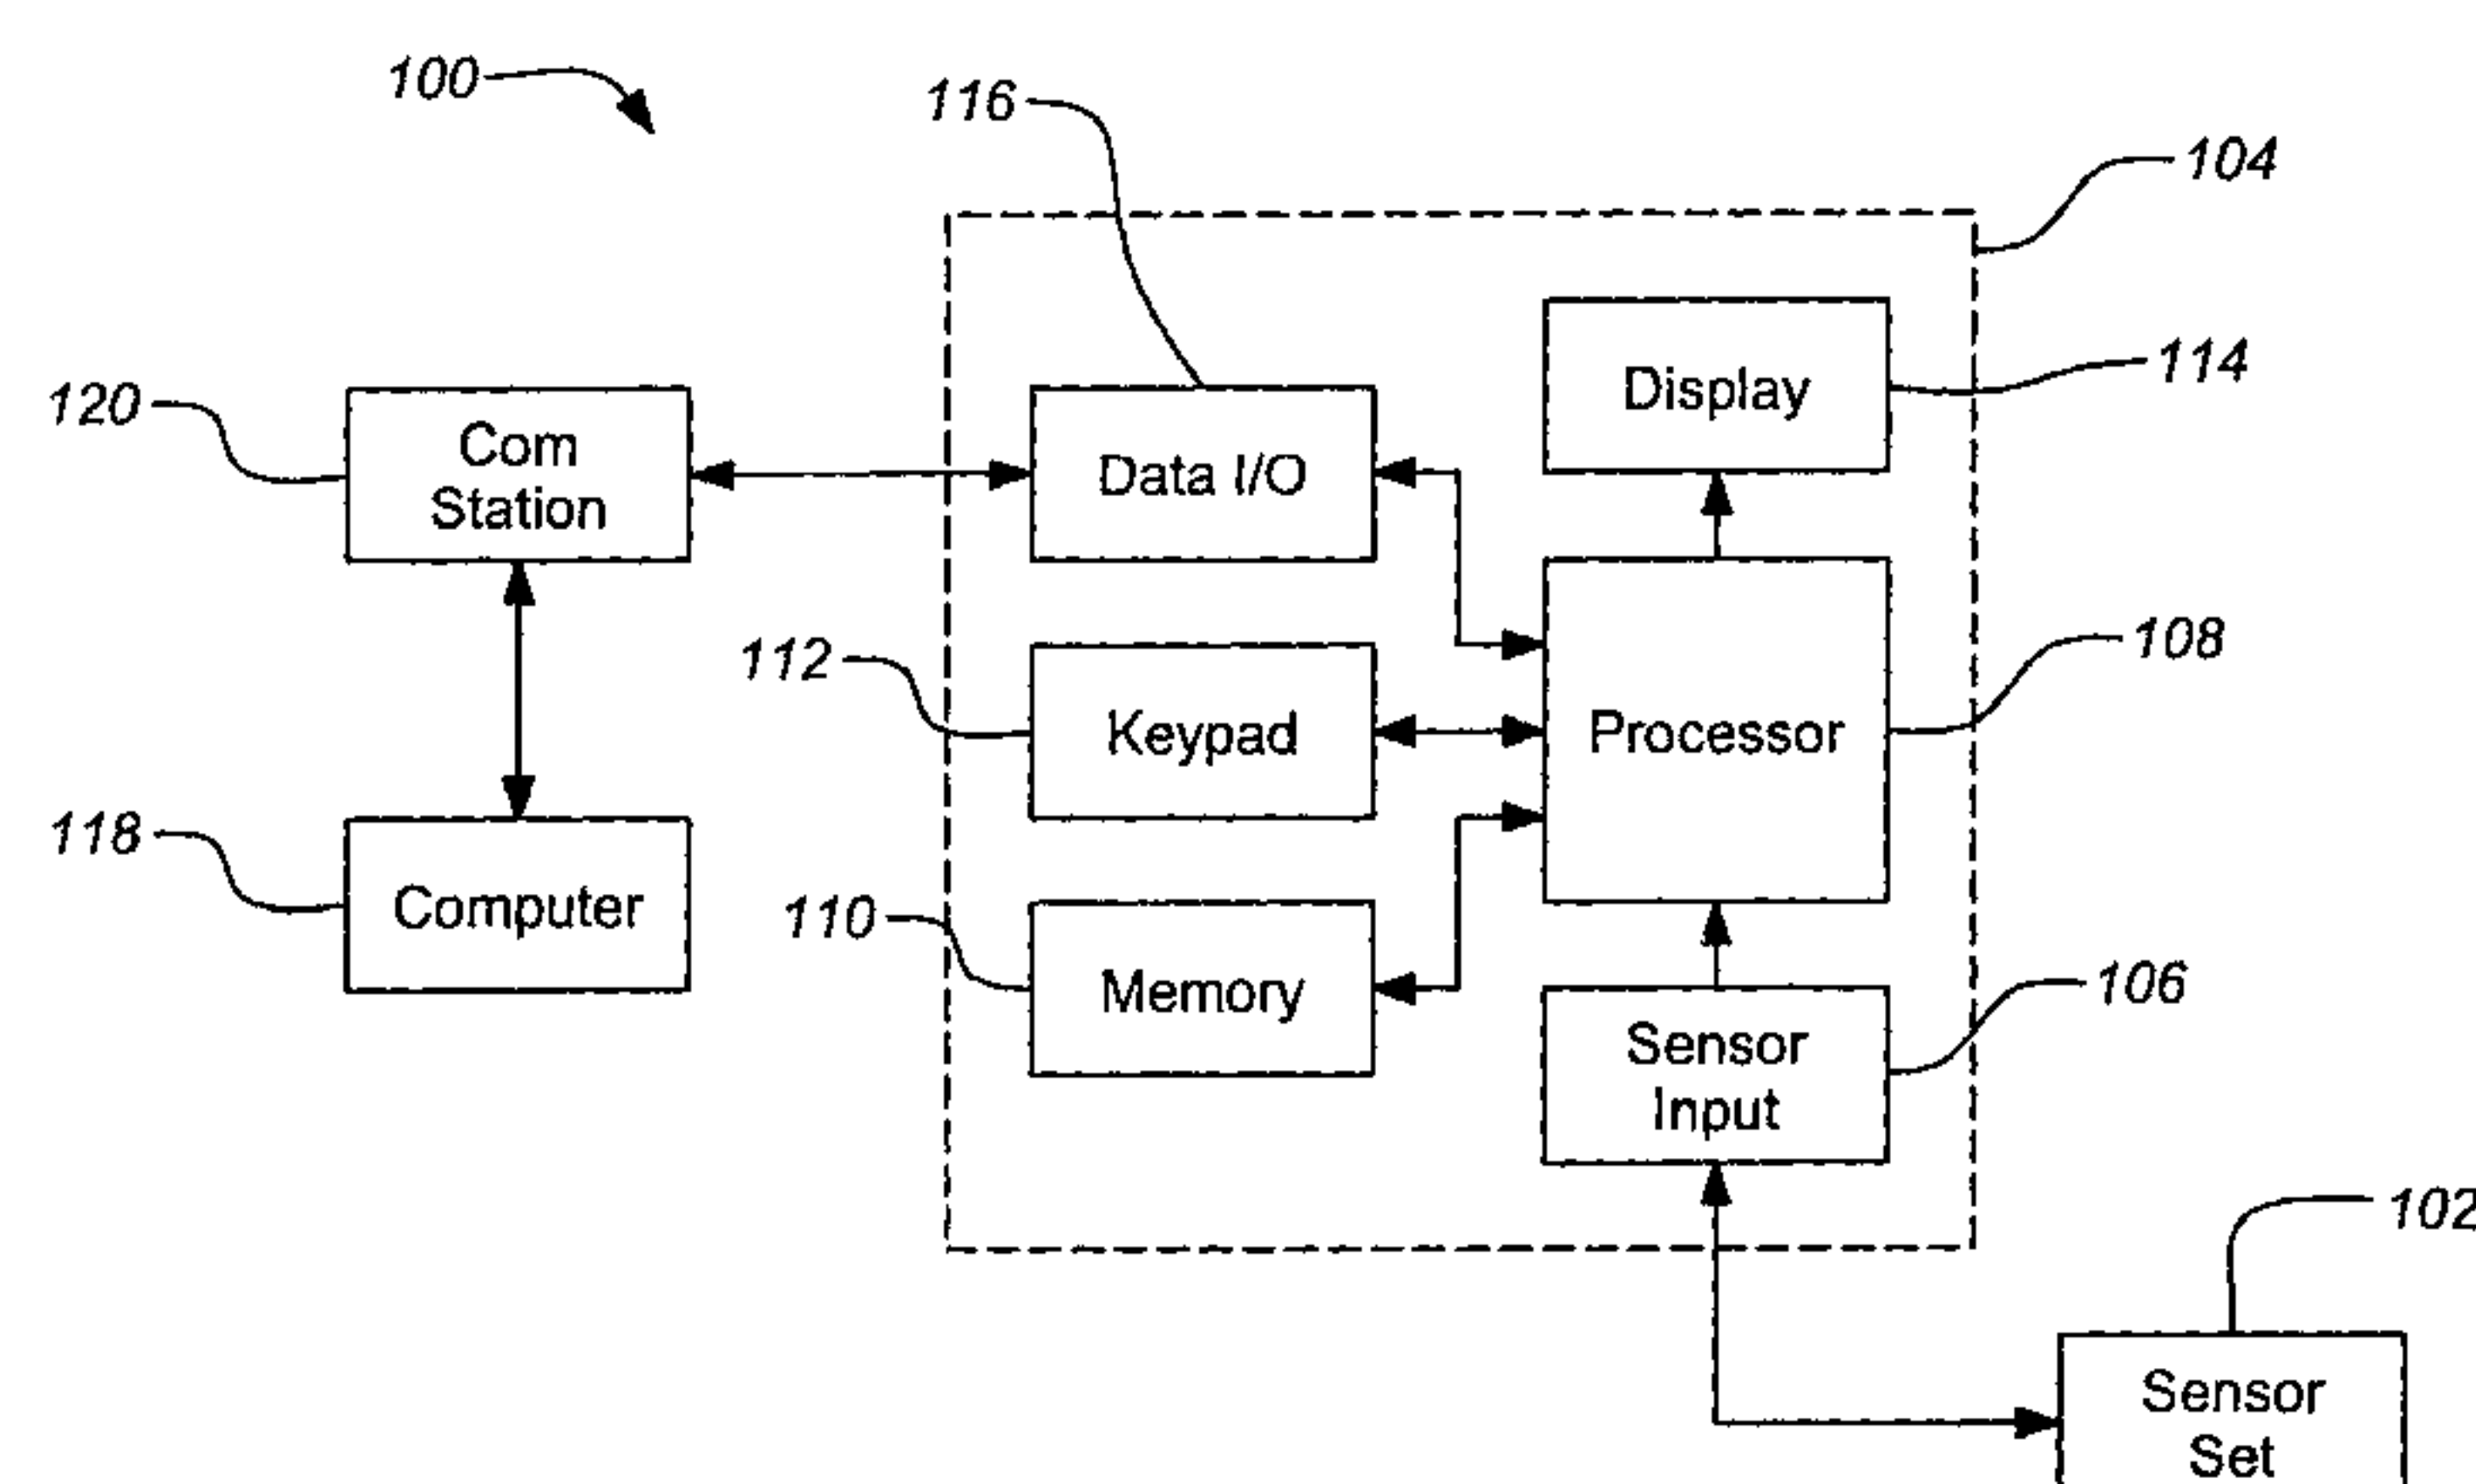 100
116
104
Display
114
120
Com
Station
Data I/O
112
Keypad
Processor
108
118
Computer
110
Memory
Sensor
Input
106
102
Sensor
Set